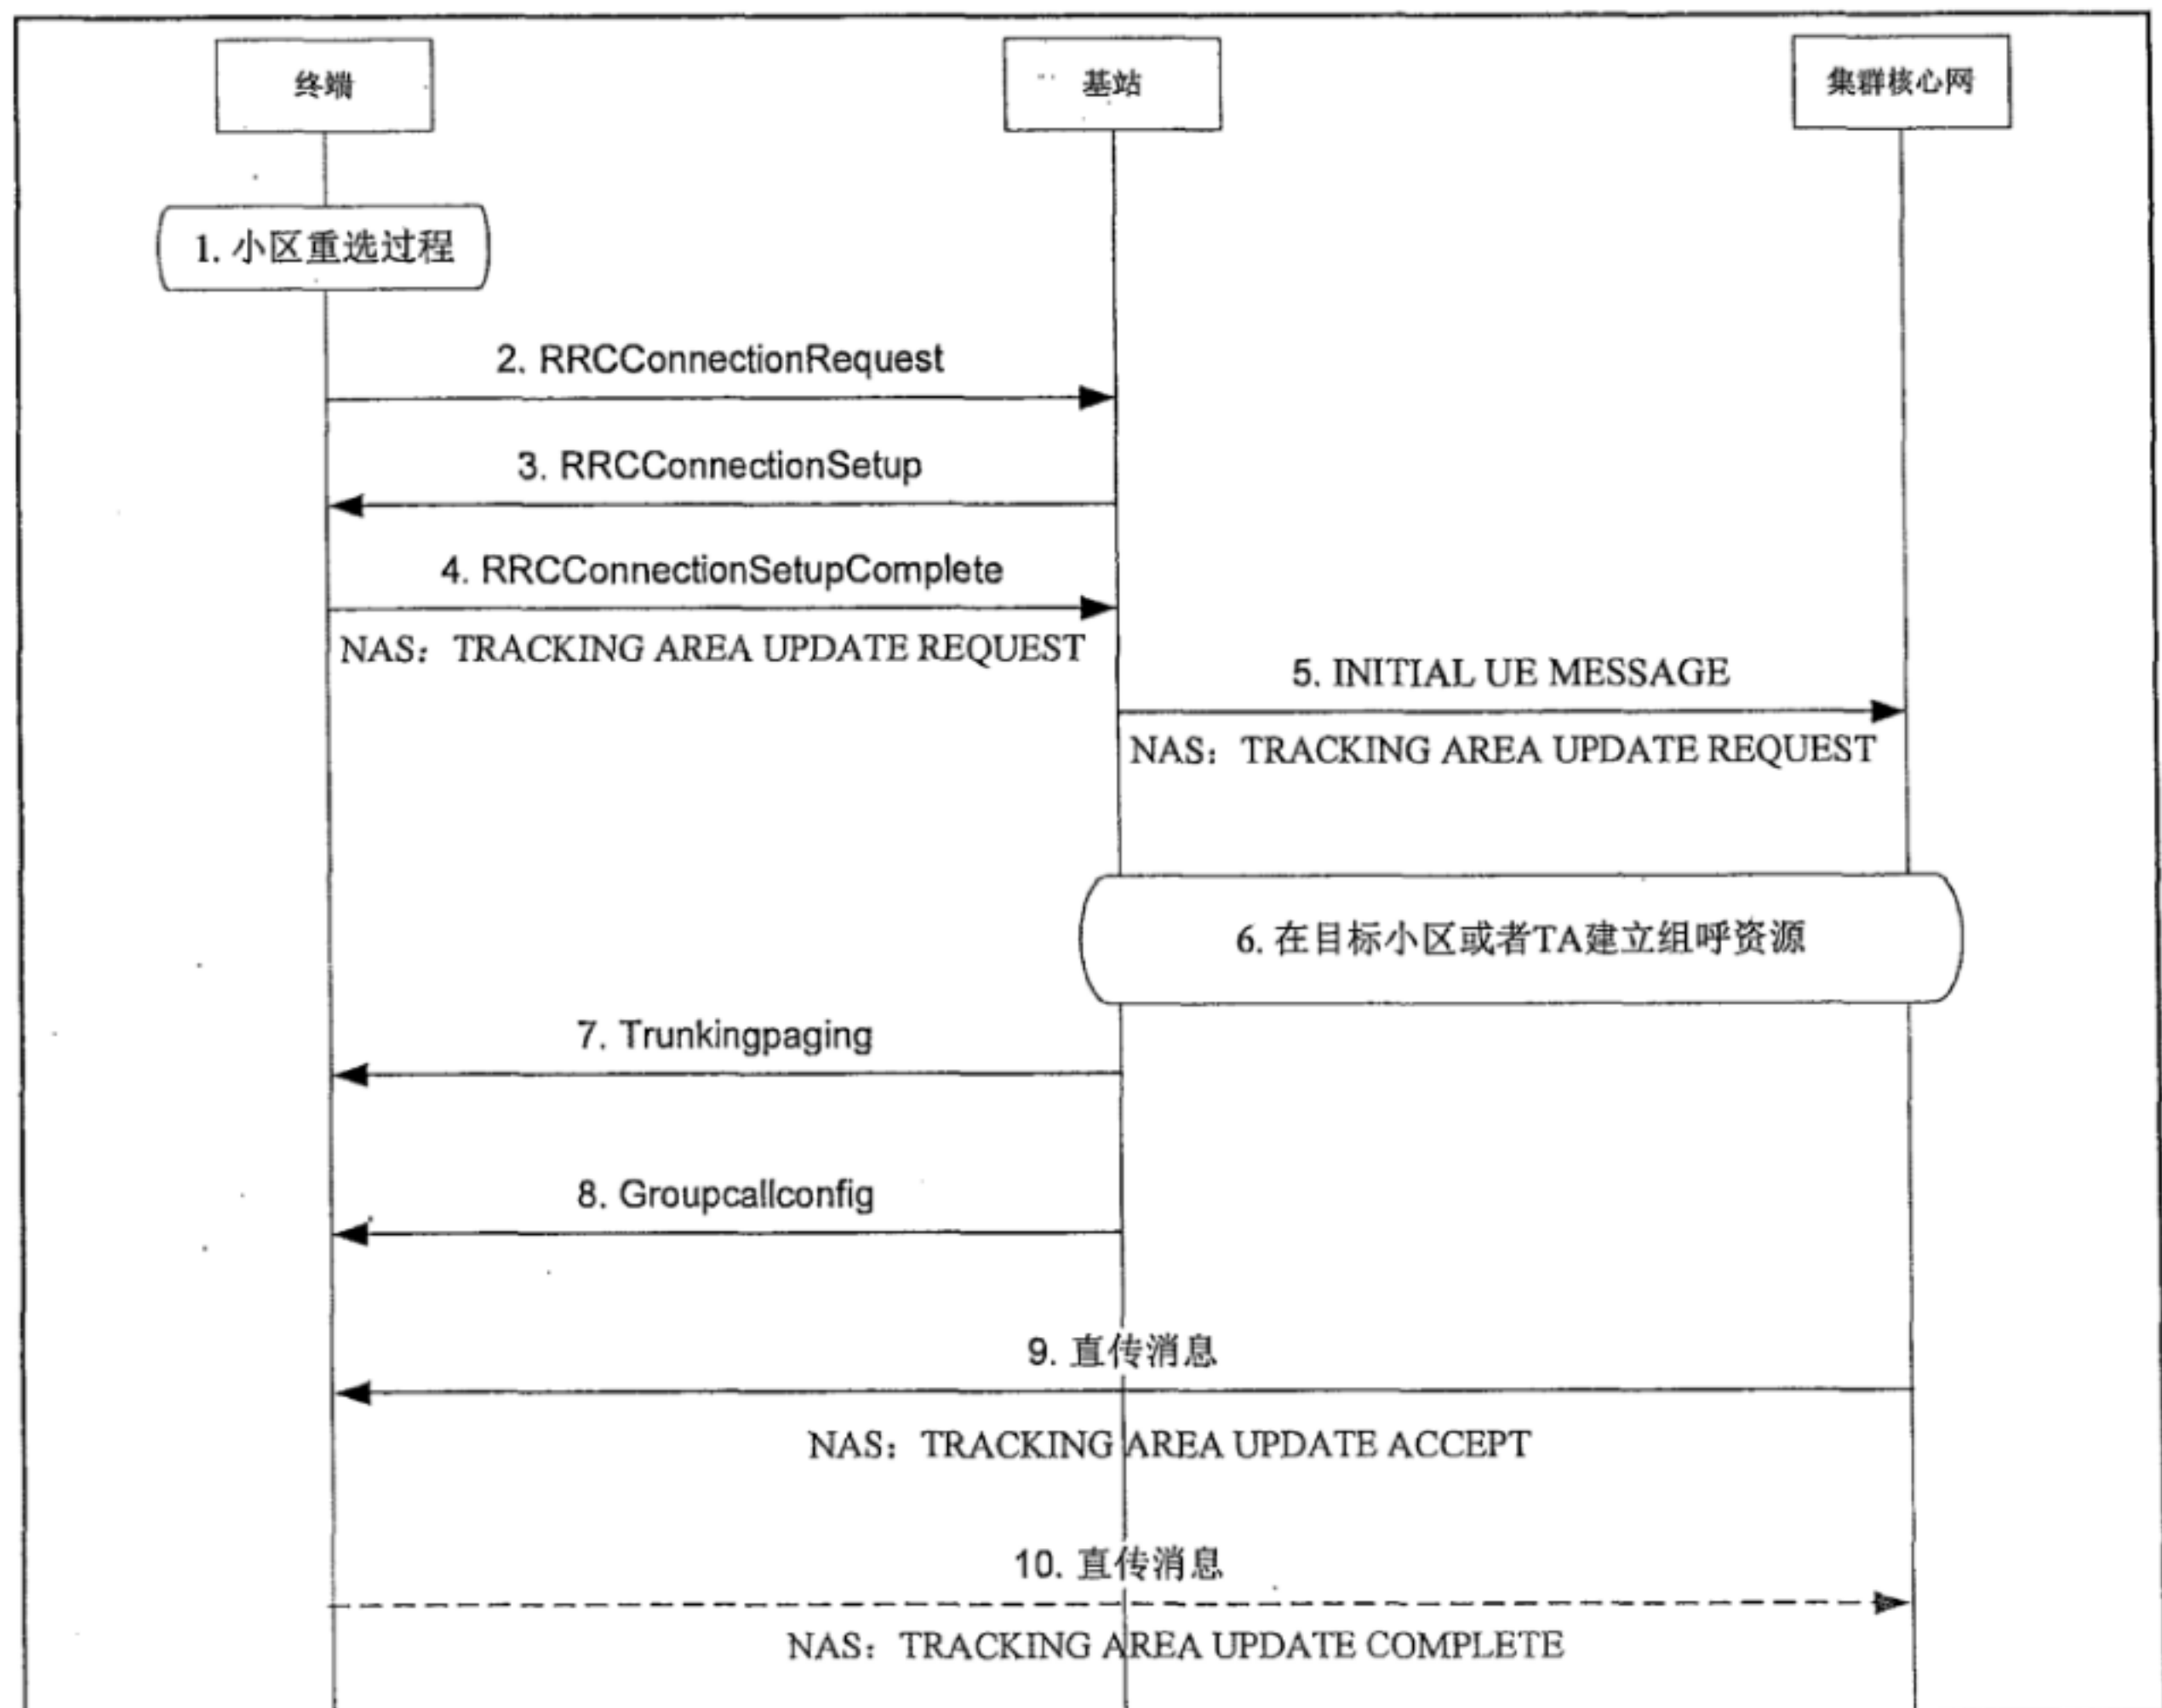 终端
基站
集群核心网
1. 小区重选过程
2. RRCConnectionRequest
3. RRCConnectionSetup
4. RRCConnectionSetupComplete
NAS：TRACKING AREA UPDATE REQUEST
5. INITIAL UE MESSAGE
NAS：TRACKING AREA UPDATE REQUEST
6. 在目标小区或者TA建立组呼资源
7. Trunkingpaging
8. Groupcallconfig
9. 直传消息
NAS：TRACKING AREA UPDATE ACCEPT
10. 直传消息
NAS：TRACKING AREA UPDATE COMPLETE